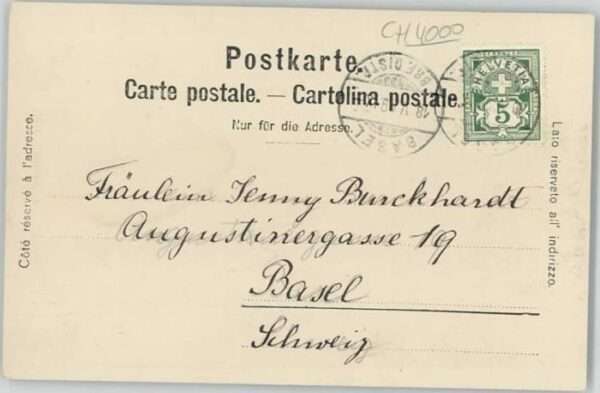 CH 4000
Postkarte.
Carte postale. — Cartolina postale.
Nur für die Adresse.
HELVETIA
5
BASEL
Côté réservé à l'adresse.
Lato riservato all' indirizzo.
Fräulein Jenny Burckhardt
Augustinergasse 19
Basel
Schweiz